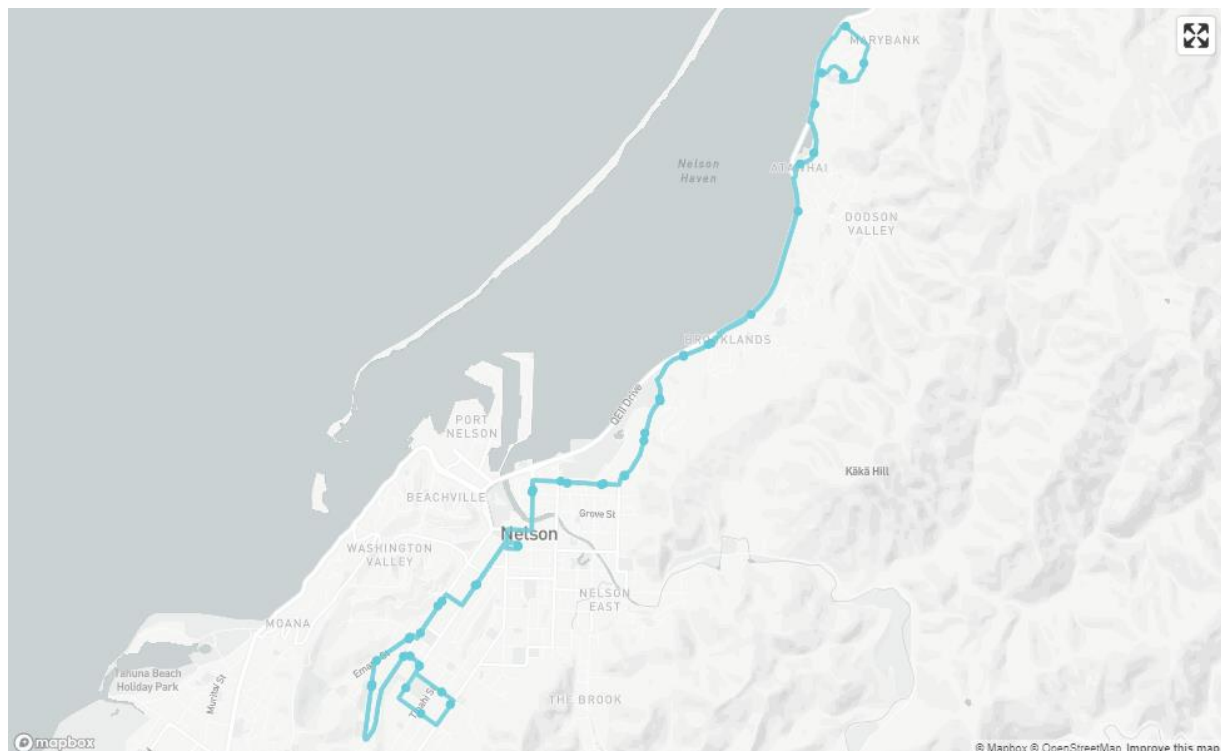 MARYBANK
Nelson
Haven
ATAWHAI
DODSON
VALLEY
BROOKLANDS
QEII Drive
PORT
NELSON
Kākā Hill
BEACHVILLE
Grove St
Nelson
WASHINGTON
VALLEY
NELSON
EAST
MOANA
Tahuna Beach
Holiday Park
Muritai St
THE BROOK
mapbox
© Mapbox © OpenStreetMap Improve this map